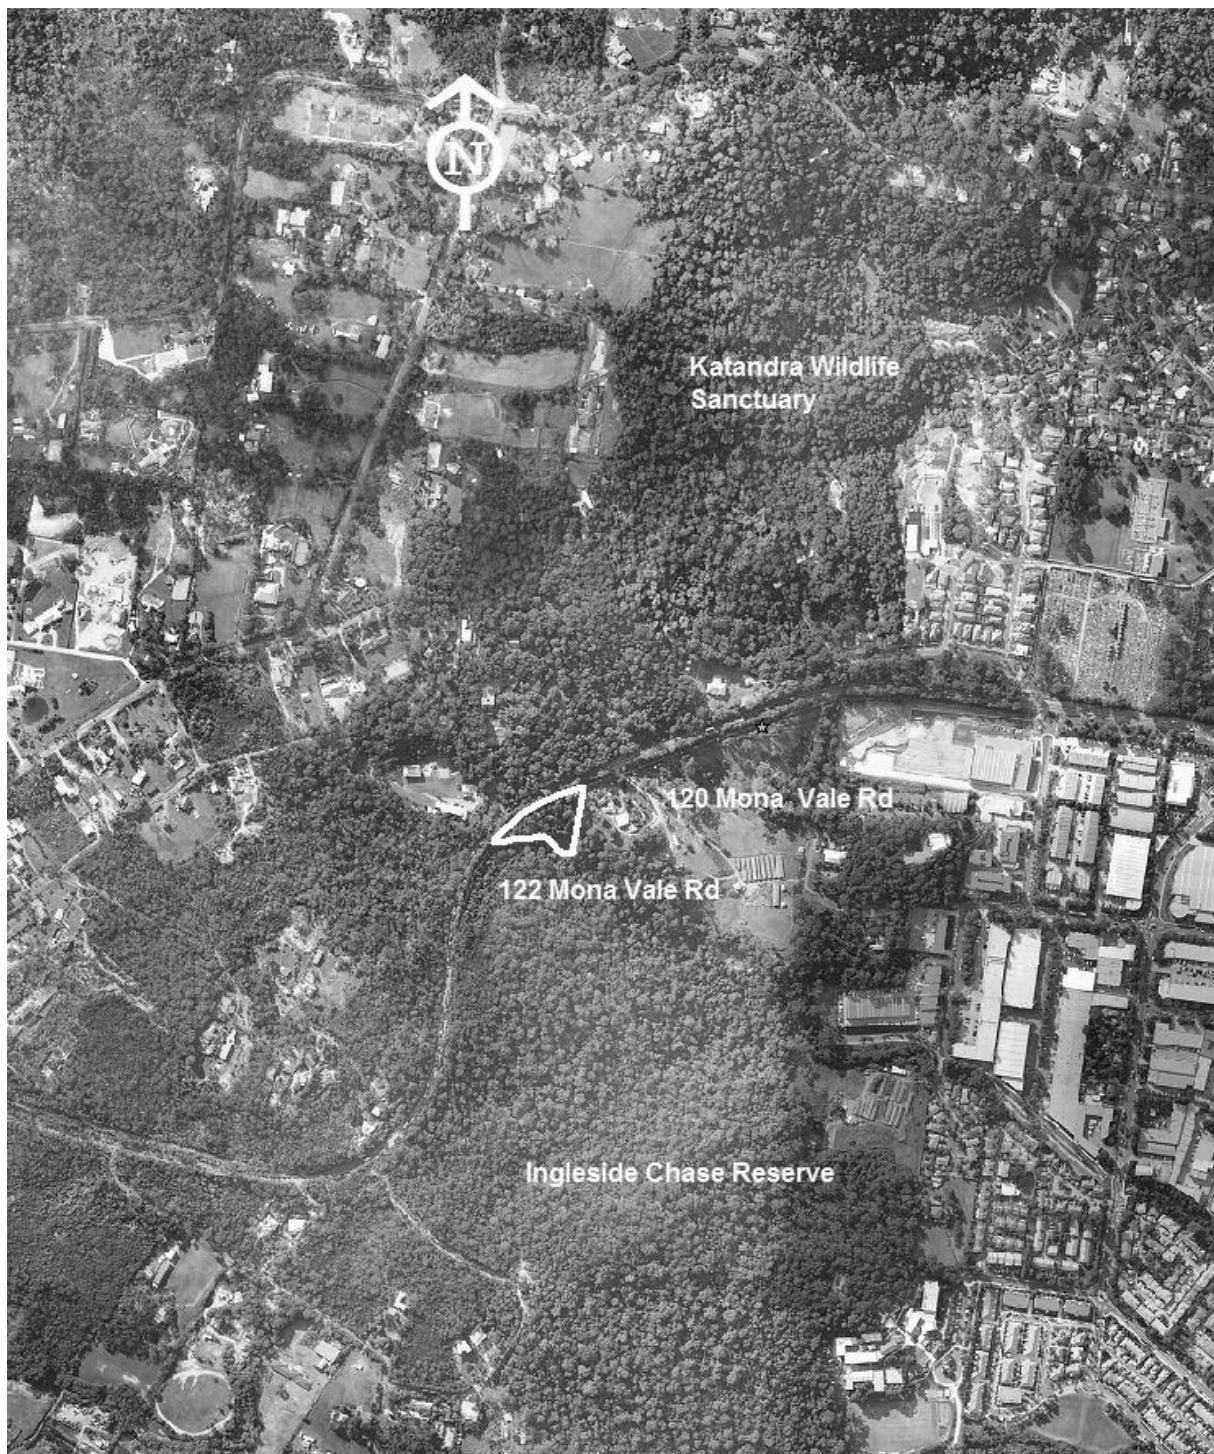 N
Katandra Wildlife
Sanctuary
120 Mona Vale Rd
122 Mona Vale Rd
Ingleside Chase Reserve